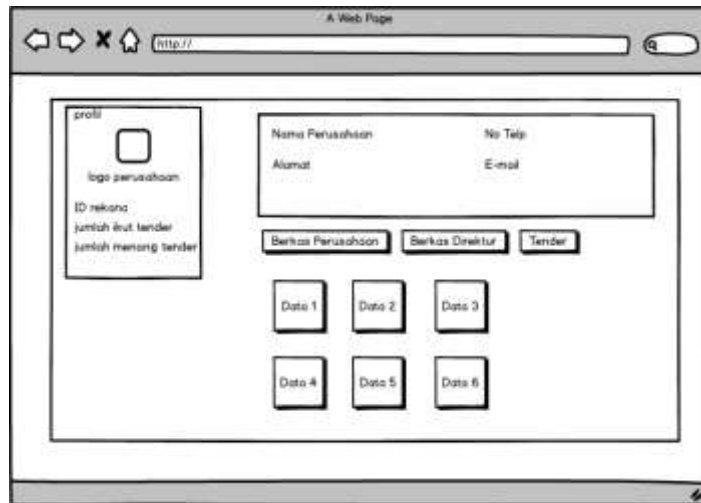 A Web Page
http://
profil
logo perusahaan
ID rekana
jumlah ikut tender
jumlah menang tender
Nama Perusahaan
No Telp
Alamat
E-mail
Berkas Perusahaan
Berkas Direktur
Tender
Data 1
Data 2
Data 3
Data 4
Data 5
Data 6